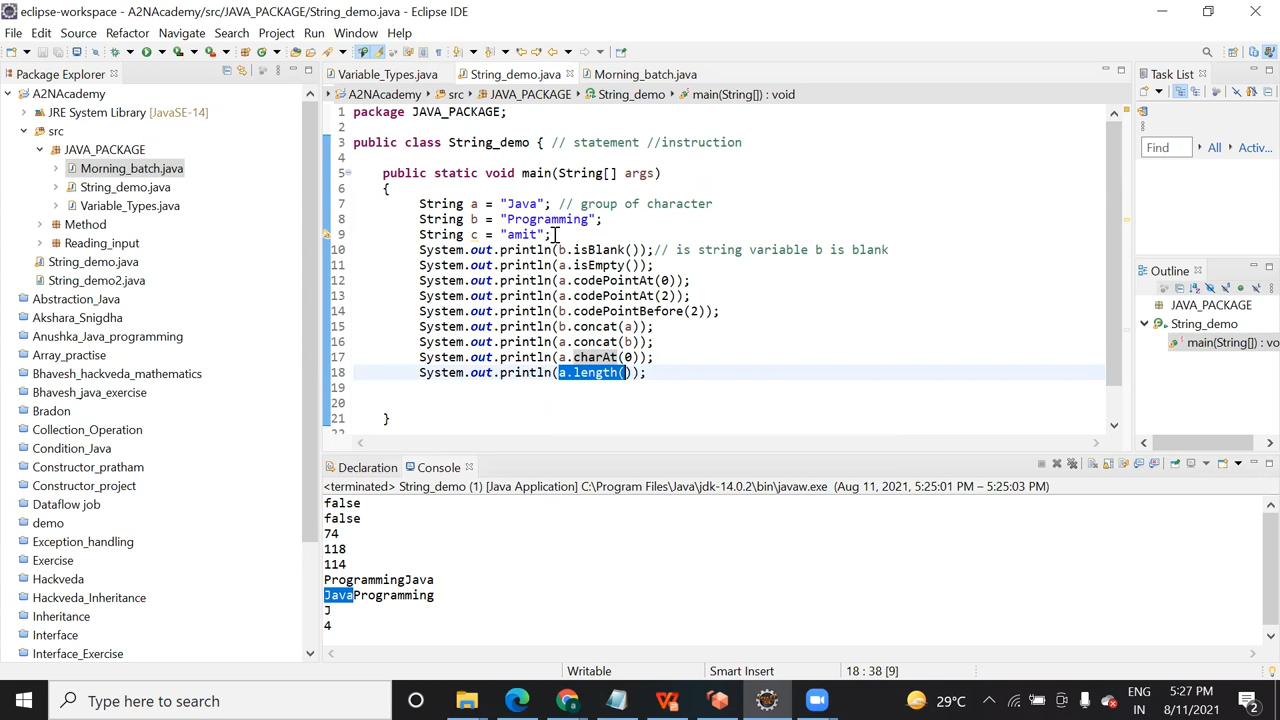 eclipse-workspace - A2NAcademy/src/JAVA_PACKAGE/String_demo.java - Eclipse IDE
File Edit Source Refactor Navigate Search Project Run Window Help
Package Explorer
A2NAcademy
JRE System Library [JavaSE-14]
src
JAVA_PACKAGE
Morning_batch.java
String_demo.java
Variable_Types.java
Method
Reading_input
String_demo.java
String_demo2.java
Abstraction_Java
Akshara_Snigdha
Anushka_Java_programming
Array_practise
Bhavesh_hackveda_mathematics
Bhavesh_java_exercise
Bradon
Collection_Operation
Condition_Java
Constructor_pratham
Constructor_project
Dataflow job
demo
Exception_handling
Exercise
Hackveda
Hackveda_Inheritance
Inheritance
Interface
Interface_Exercise
Variable_Types.java String_demo.java Morning_batch.java
A2NAcademy src JAVA_PACKAGE String_demo main(String[]) : void
1 package JAVA_PACKAGE;
2
3 public class String_demo { // statement //instruction
4
5 public static void main(String[] args)
6 {
7 String a = "Java"; // group of character
8 String b = "Programming";
9 String c = "amit";
10 System.out.println(b.isBlank());// is string variable b is blank
11 System.out.println(a.isEmpty());
12 System.out.println(a.codePointAt(0));
13 System.out.println(a.codePointAt(2));
14 System.out.println(b.codePointBefore(2));
15 System.out.println(b.concat(a));
16 System.out.println(a.concat(b));
17 System.out.println(a.charAt(0));
18 System.out.println(a.length());
19
20
21 }
22
Task List
Find All Activ...
Outline
JAVA_PACKAGE
String_demo
main(String[]) : vo
Declaration Console
<terminated> String_demo (1) [Java Application] C:\Program Files\Java\jdk-14.0.2\bin\javaw.exe (Aug 11, 2021, 5:25:01 PM – 5:25:03 PM)
false
false
74
118
114
ProgrammingJava
JavaProgramming
J
4
Writable Smart Insert 18 : 38 [9]
Type here to search
29°C
ENG
IN
5:27 PM
8/11/2021
2